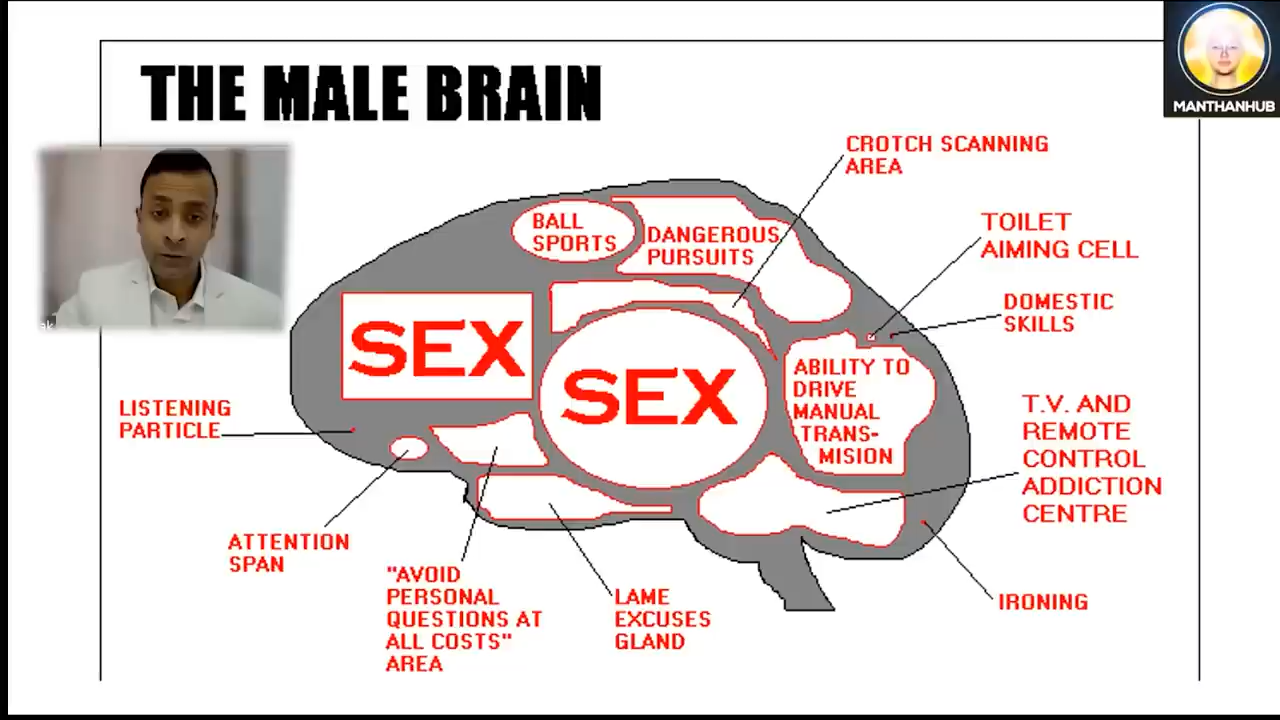 THE MALE BRAIN
MANTHANHUB
CROTCH SCANNING
AREA
BALL
SPORTS
DANGEROUS
PURSUITS
TOILET
AIMING CELL
DOMESTIC
SKILLS
SEX
SEX
ABILITY TO
DRIVE
MANUAL
TRANS-
MISION
LISTENING
PARTICLE
T.V. AND
REMOTE
CONTROL
ADDICTION
CENTRE
ATTENTION
SPAN
"AVOID
PERSONAL
QUESTIONS AT
ALL COSTS"
AREA
LAME
EXCUSES
GLAND
IRONING